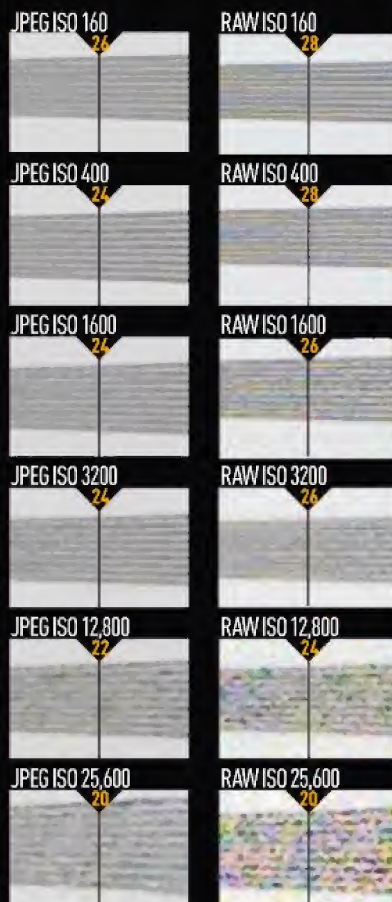 JPEG ISO 160
26
RAW ISO 160
28
JPEG ISO 400
24
RAW ISO 400
28
JPEG ISO 1600
24
RAW ISO 1600
26
JPEG ISO 3200
24
RAW ISO 3200
26
JPEG ISO 12,800
22
RAW ISO 12,800
24
JPEG ISO 25,600
20
RAW ISO 25,600
20